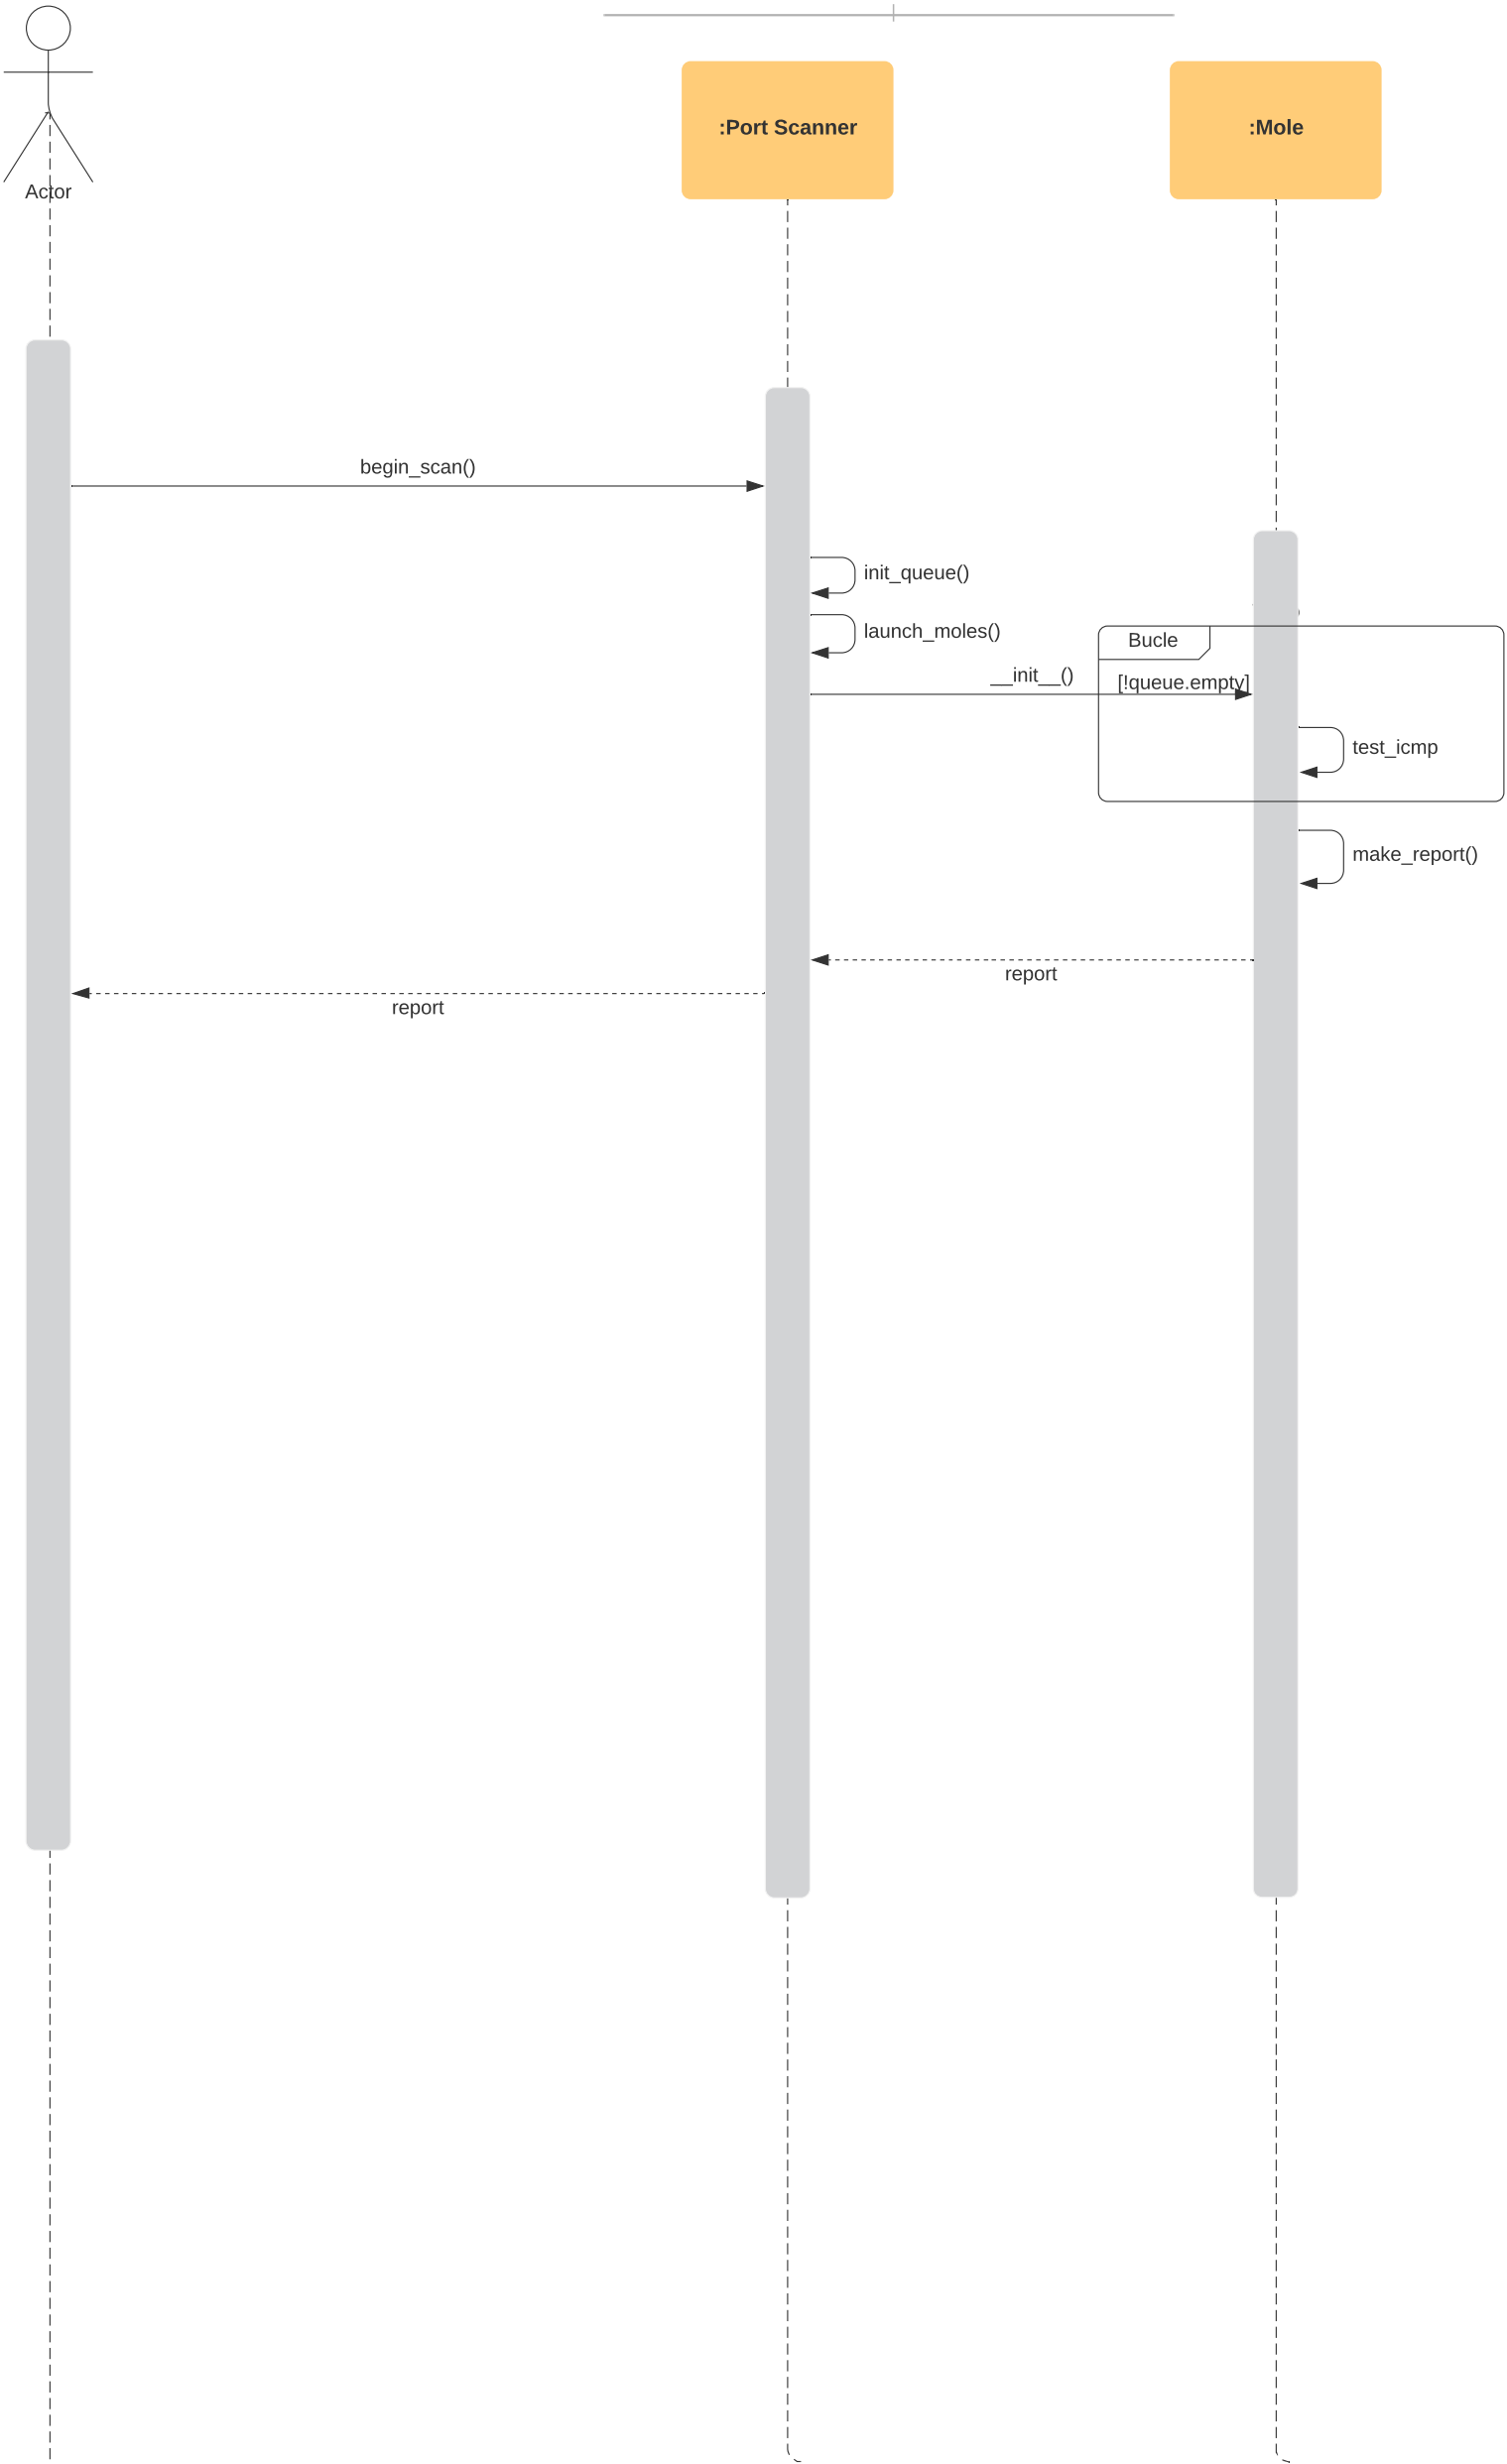 Actor
:Port Scanner
:Mole
begin_scan()
init_queue()
launch_moles()
Bucle
__init__()
[!queue.empty]
test_icmp
make_report()
report
report